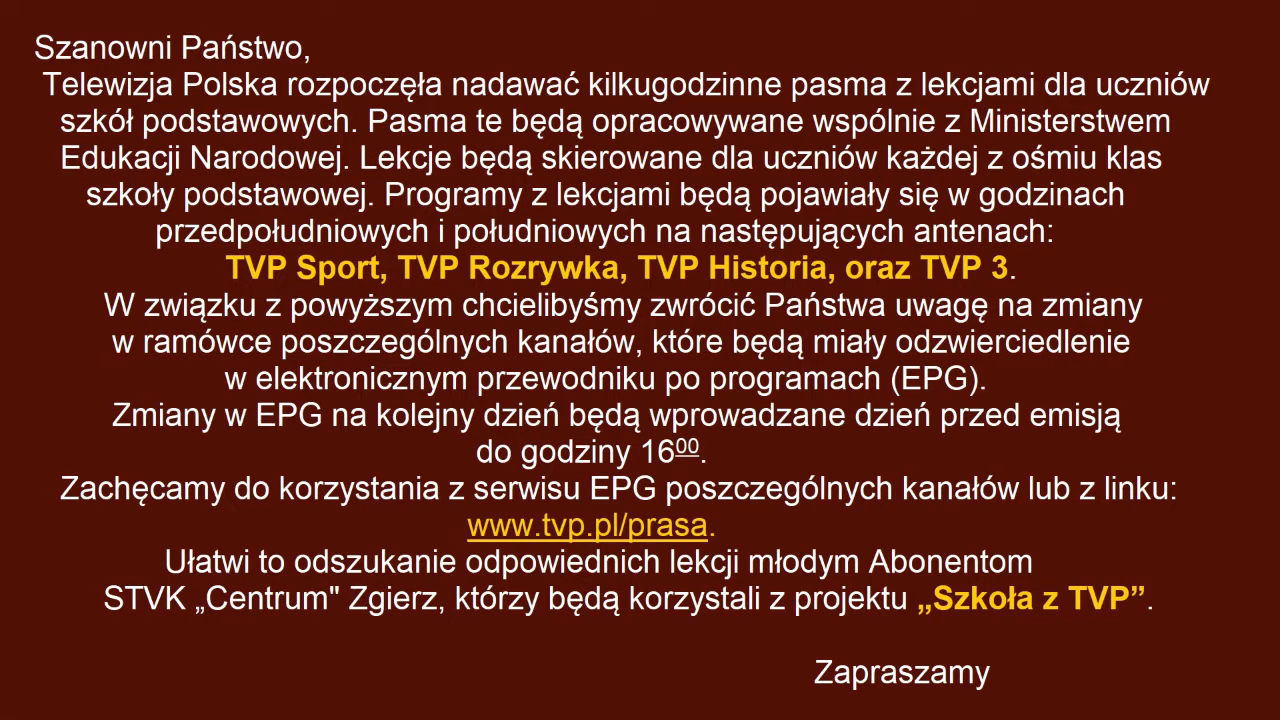 Szanowni Państwo,
Telewizja Polska rozpoczęła nadawać kilkugodzinne pasma z lekcjami dla uczniów
szkół podstawowych. Pasma te będą opracowywane wspólnie z Ministerstwem
Edukacji Narodowej. Lekcje będą skierowane dla uczniów każdej z ośmiu klas
szkoły podstawowej. Programy z lekcjami będą pojawiały się w godzinach
przedpołudniowych i południowych na następujących antenach:
TVP Sport, TVP Rozrywka, TVP Historia, oraz TVP 3.
W związku z powyższym chcielibyśmy zwrócić Państwa uwagę na zmiany
w ramówce poszczególnych kanałów, które będą miały odzwierciedlenie
w elektronicznym przewodniku po programach (EPG).
Zmiany w EPG na kolejny dzień będą wprowadzane dzień przed emisją
do godziny 16⁰⁰.
Zachęcamy do korzystania z serwisu EPG poszczególnych kanałów lub z linku:
www.tvp.pl/prasa.
Ułatwi to odszukanie odpowiednich lekcji młodym Abonentom
STVK „Centrum" Zgierz, którzy będą korzystali z projektu „Szkoła z TVP”.
Zapraszamy